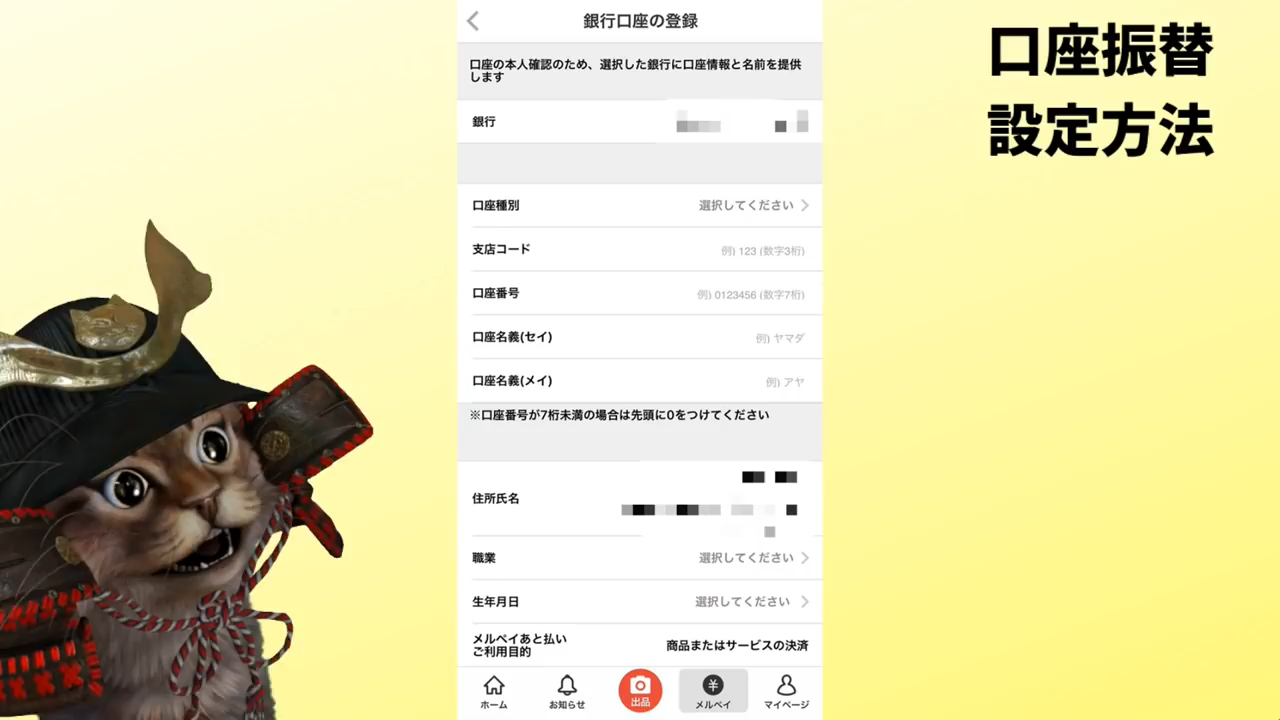 銀行口座の登録
口座の本人確認のため、選択した銀行に口座情報と名前を提供
します
銀行
口座種別 選択してください
支店コード 例) 123 (数字3桁)
口座番号 例) 0123456 (数字7桁)
口座名義(セイ) 例) ヤマダ
口座名義(メイ) 例) アヤ
※口座番号が7桁未満の場合は先頭に0をつけてください
住所氏名
職業 選択してください
生年月日 選択してください
メルペイあと払い
ご利用目的
商品またはサービスの決済
ホーム お知らせ 出品 メルペイ マイページ
口座振替
設定方法